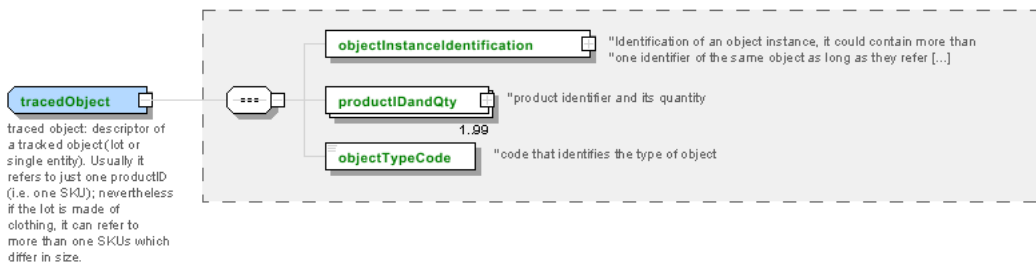 objectInstanceIdentification
"Identification of an object instance, it could contain more than
"one identifier of the same object as long as they refer [...]
tracedObject
productIDandQty
"product identifier and its quantity
1..99
traced object: descriptor of
a tracked object(lot or
single entity). Usually it
refers to just one productID
(i.e. one SKU); nevertheless
if the lot is made of
clothing, it can refer to
more than one SKUs which
differ in size.
objectTypeCode
"code that identifies the type of object